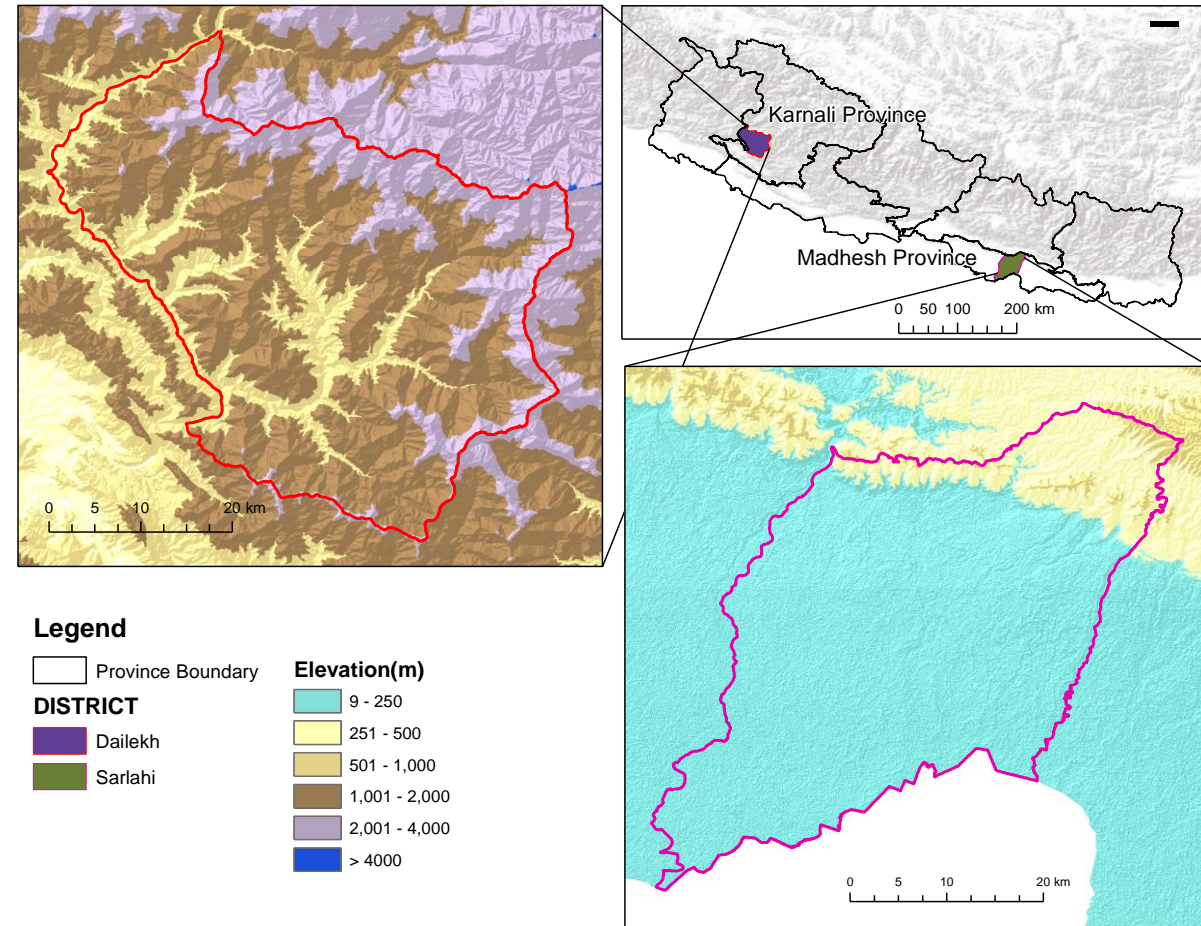 Karnali Province
Madhesh Province
0 50 100 200 km
0 5 10 20 km
0 5 10 20 km
Legend
Province Boundary
DISTRICT
Dailekh
Sarlahi
Elevation(m)
9 - 250
251 - 500
501 - 1,000
1,001 - 2,000
2,001 - 4,000
> 4000